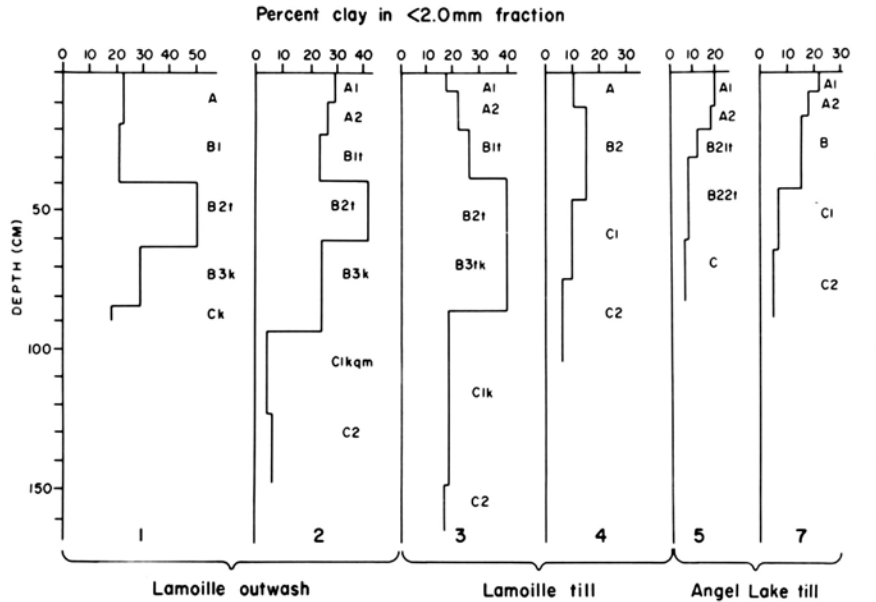 Percent clay in <2.0mm fraction
0 10 20 30 40 50
0 10 20 30 40
0 10 20 30 40
0 10 20 30
0 10 20
0 10 20 30
DEPTH (CM)
50
100
150
A
B1
B2t
B3k
Ck
1
A1
A2
B1t
B2t
B3k
C1kqm
C2
2
A1
A2
B1t
B2t
B3tk
C1k
C2
3
A
B2
C1
C2
4
A1
A2
B21t
B22t
C
5
A1
A2
B
C1
C2
7
Lamoille outwash
Lamoille till
Angel Lake till